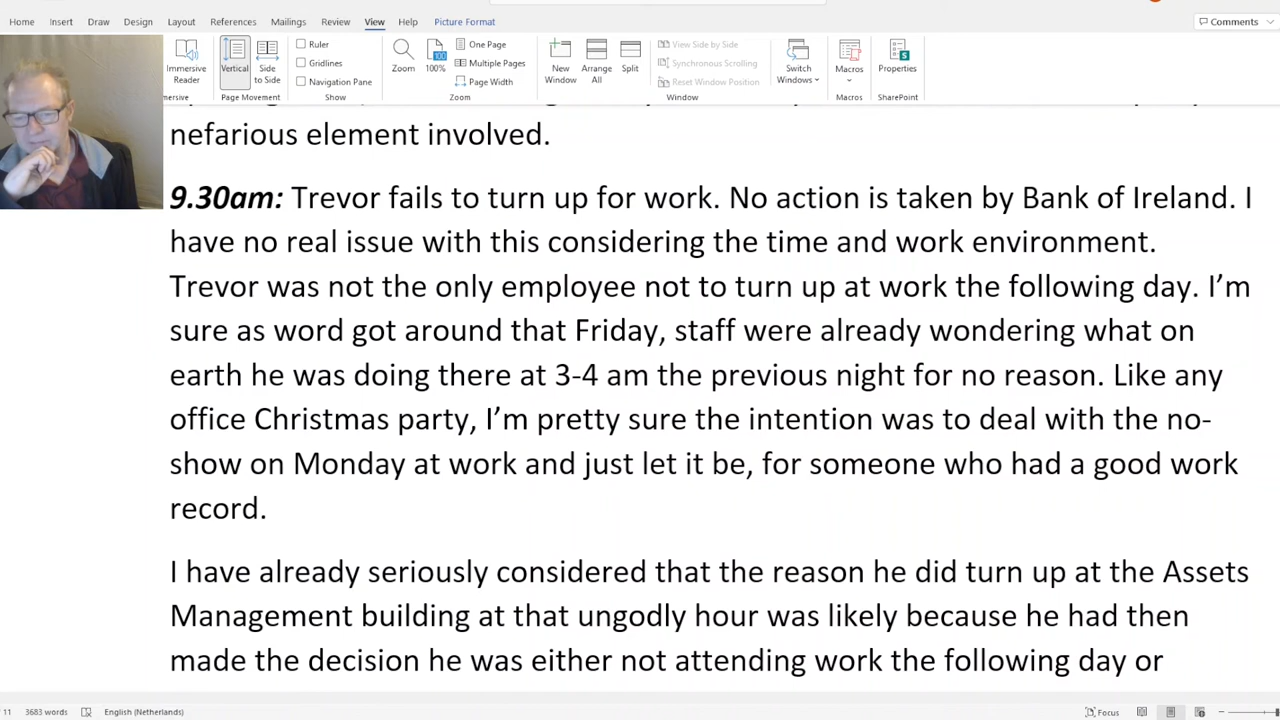 Home Insert Draw Design Layout References Mailings Review View Help Picture Format Comments
Immersive Reader
Vertical
Side to Side
Page Movement
Ruler
Gridlines
Navigation Pane
Show
Zoom
100%
One Page
Multiple Pages
Page Width
Zoom
New Window
Arrange All
Split
View Side by Side
Synchronous Scrolling
Reset Window Position
Window
Switch Windows
Macros
Macros
Properties
SharePoint
nefarious element involved.
9.30am: Trevor fails to turn up for work. No action is taken by Bank of Ireland. I
have no real issue with this considering the time and work environment.
Trevor was not the only employee not to turn up at work the following day. I’m
sure as word got around that Friday, staff were already wondering what on
earth he was doing there at 3-4 am the previous night for no reason. Like any
office Christmas party, I’m pretty sure the intention was to deal with the no-
show on Monday at work and just let it be, for someone who had a good work
record.
I have already seriously considered that the reason he did turn up at the Assets
Management building at that ungodly hour was likely because he had then
made the decision he was either not attending work the following day or
11 3683 words English (Netherlands) Focus